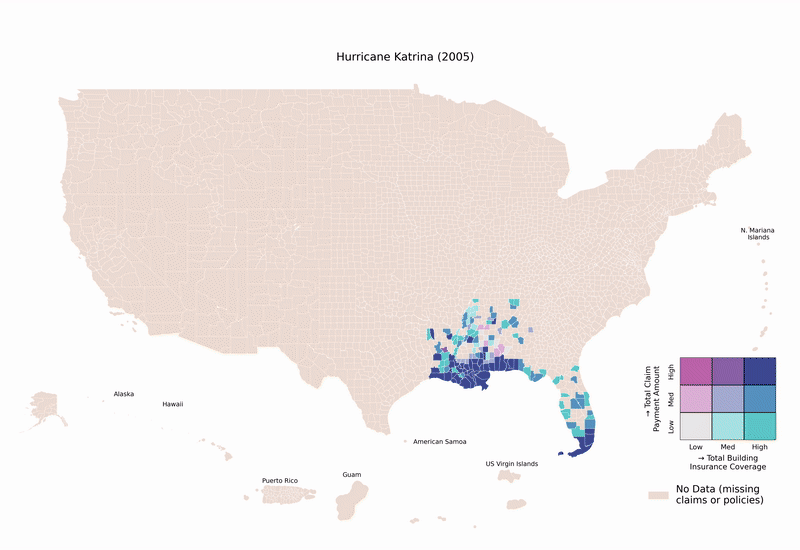 Hurricane Katrina (2005)
N. Mariana
Islands
→ Total Claim
Payment Amount
High
Med
Low
Low
Med
High
→ Total Building
Insurance Coverage
Alaska
Hawaii
American Samoa
US Virgin Islands
Guam
Puerto Rico
No Data (missing
claims or policies)